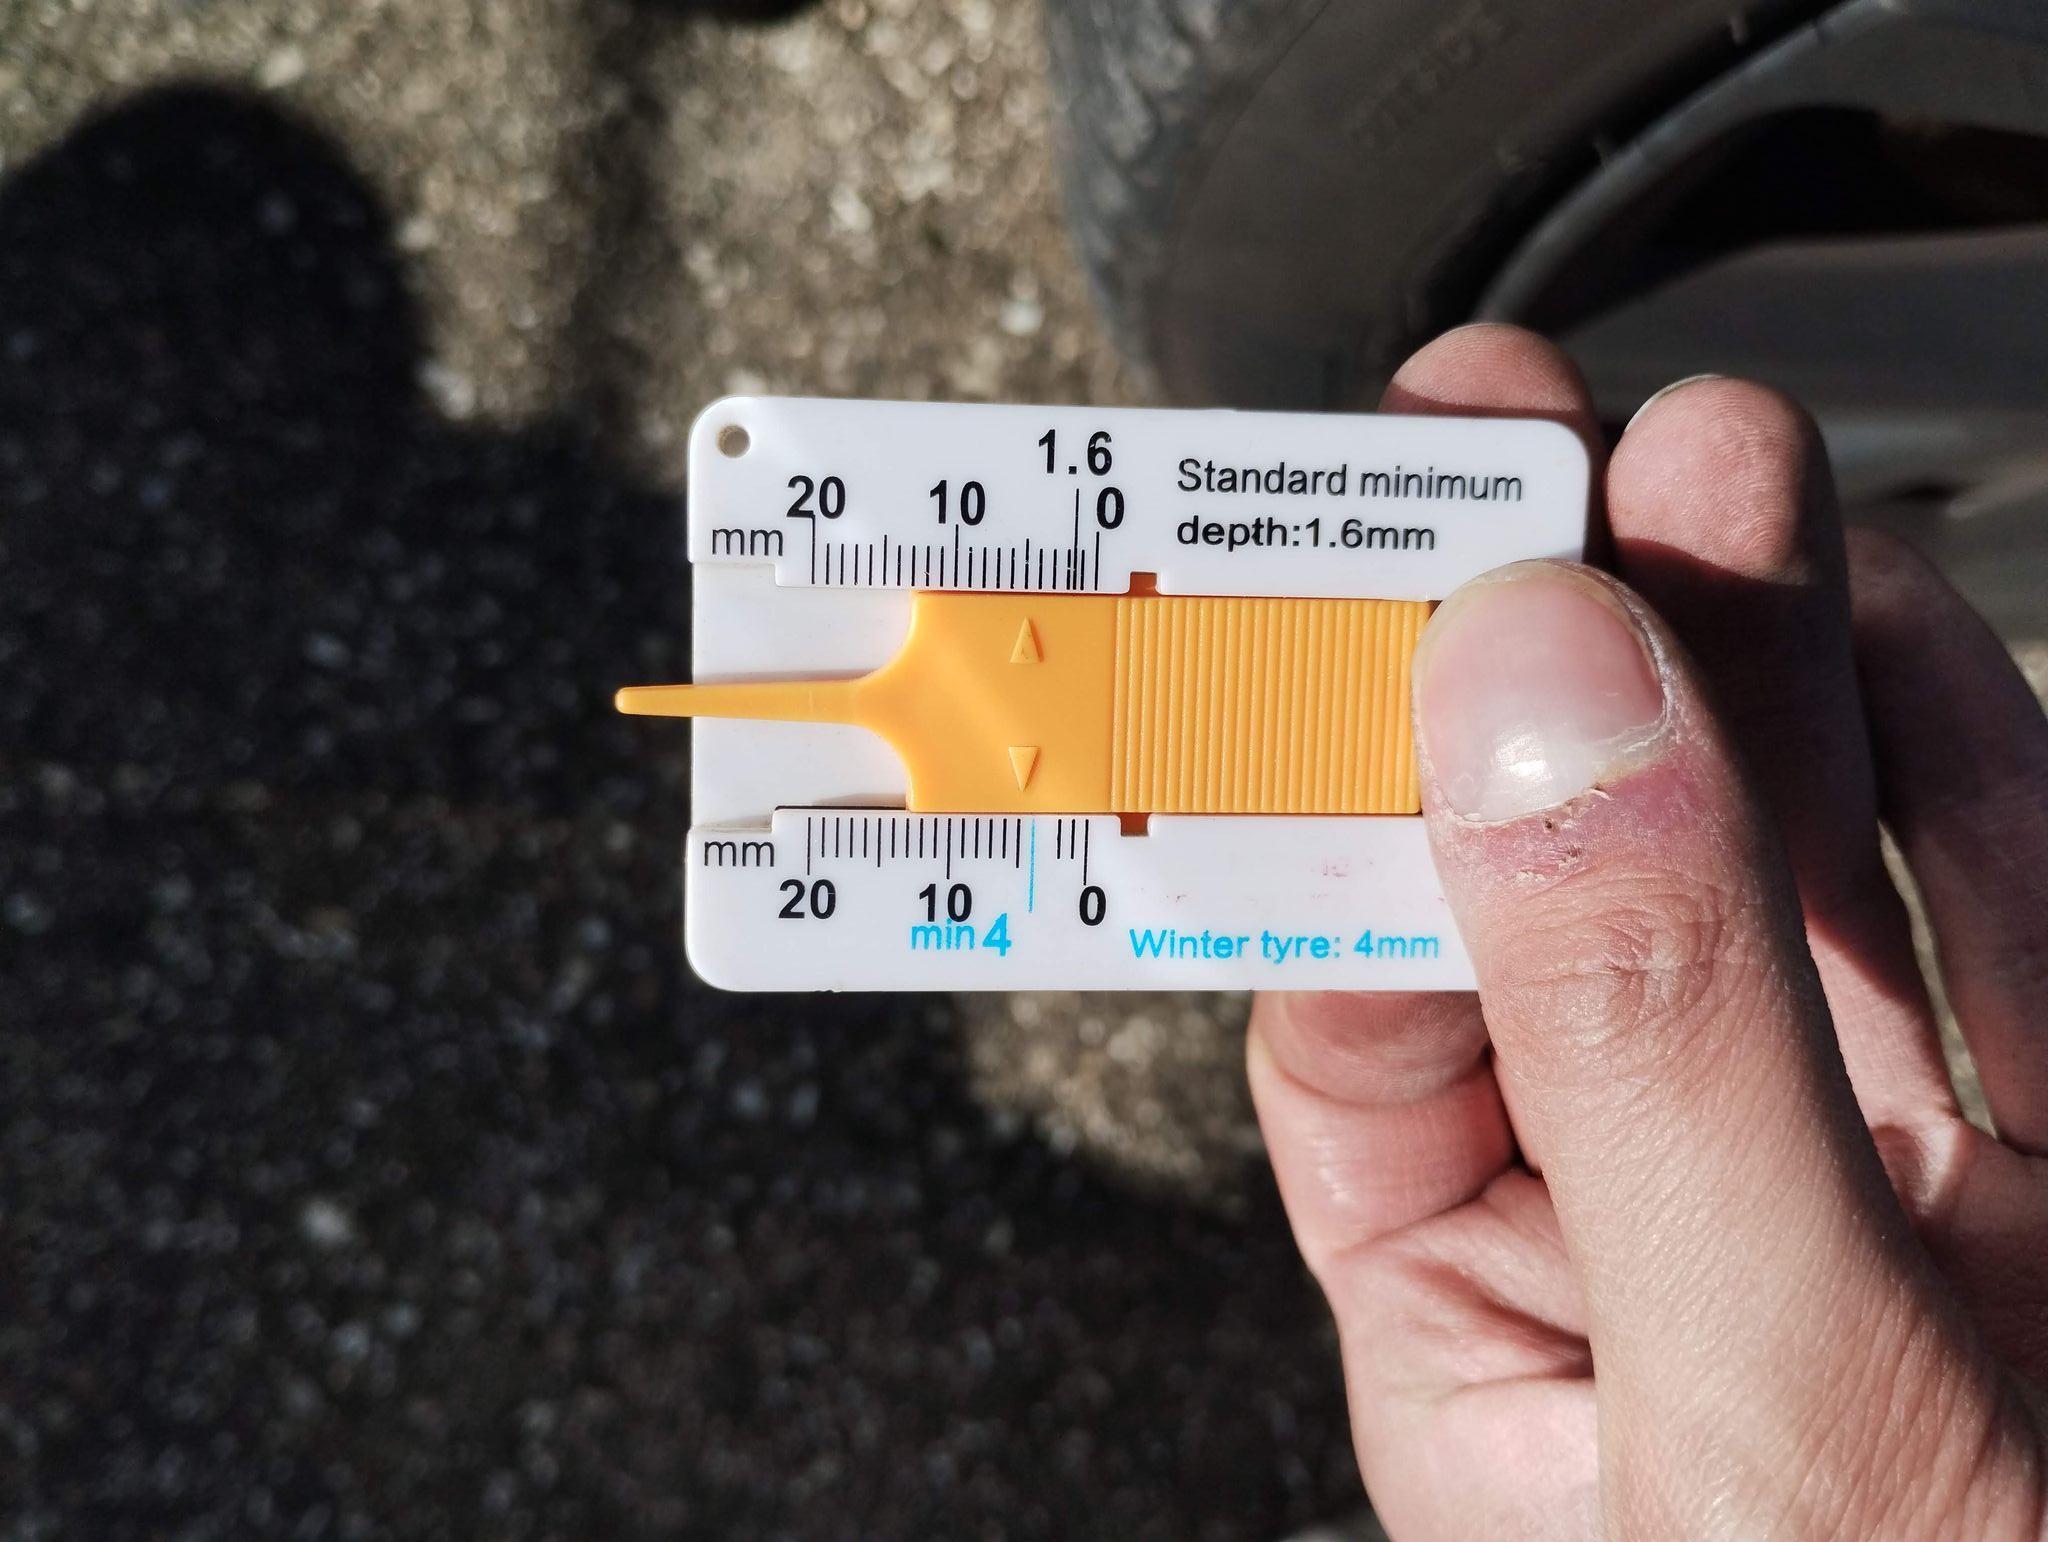 1.6
20 10 0
mm
Standard minimum
depth:1.6mm
mm
20 10 0
min 4
Winter tyre: 4mm